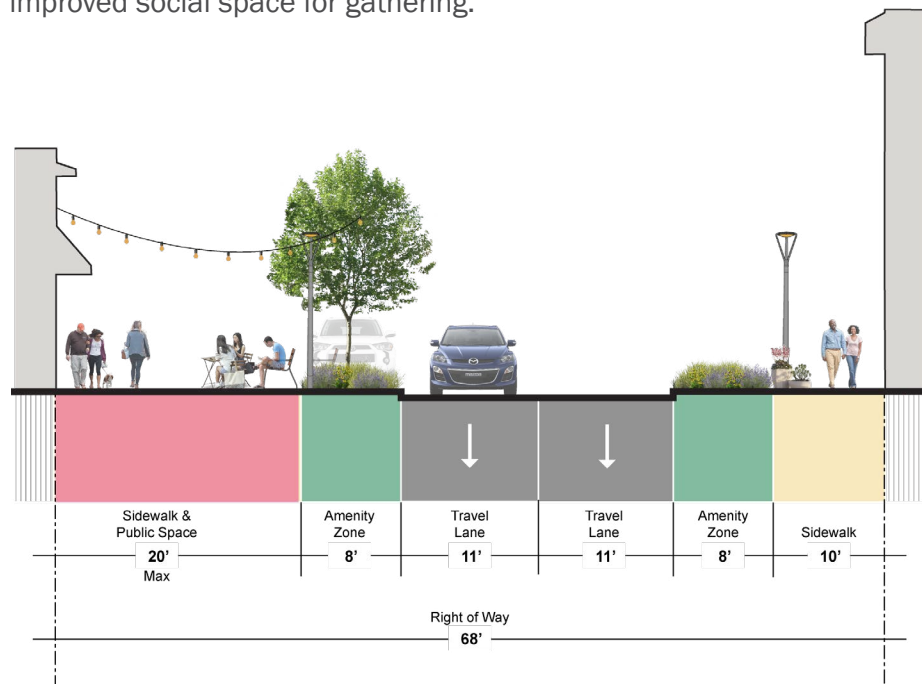 improved social space for gathering.
Sidewalk &
Public Space
20'
Max
Amenity
Zone
8'
Travel
Lane
11'
Travel
Lane
11'
Amenity
Zone
8'
Sidewalk
10'
Right of Way
68'